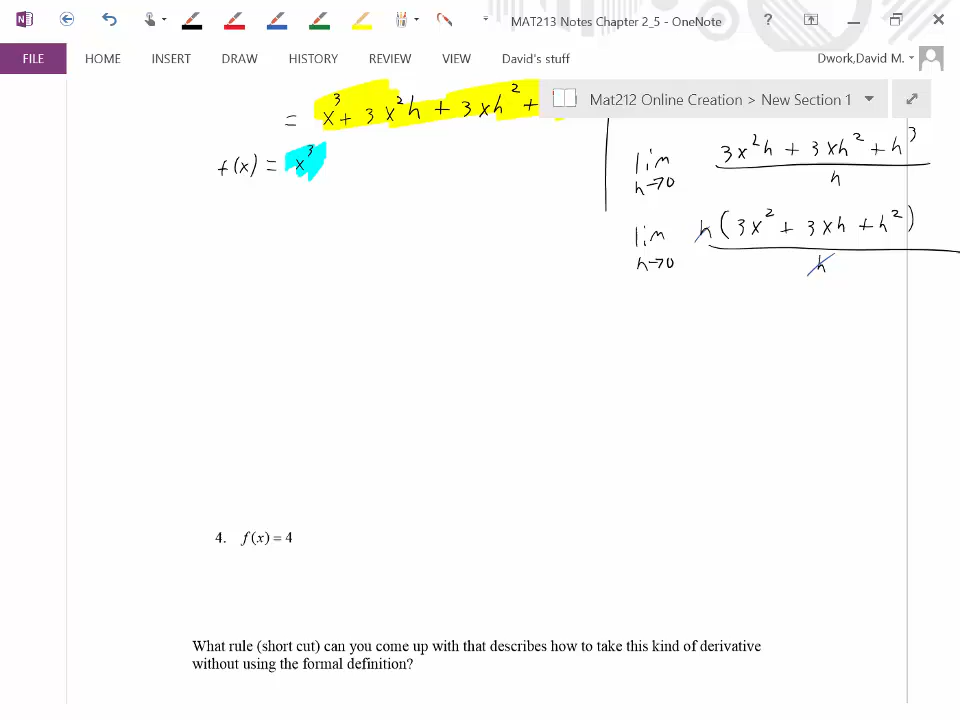 MAT213 Notes Chapter 2_5 - OneNote
FILE HOME INSERT DRAW HISTORY REVIEW VIEW David's stuff Dwork,David M.
Mat212 Online Creation > New Section 1
= x³ + 3x²h + 3xh² +
f(x) = x³
lim h→0 3x²h + 3xh² + h³ / h
lim h→0 h(3x² + 3xh + h²) / h
4. f(x) = 4
What rule (short cut) can you come up with that describes how to take this kind of derivative
without using the formal definition?